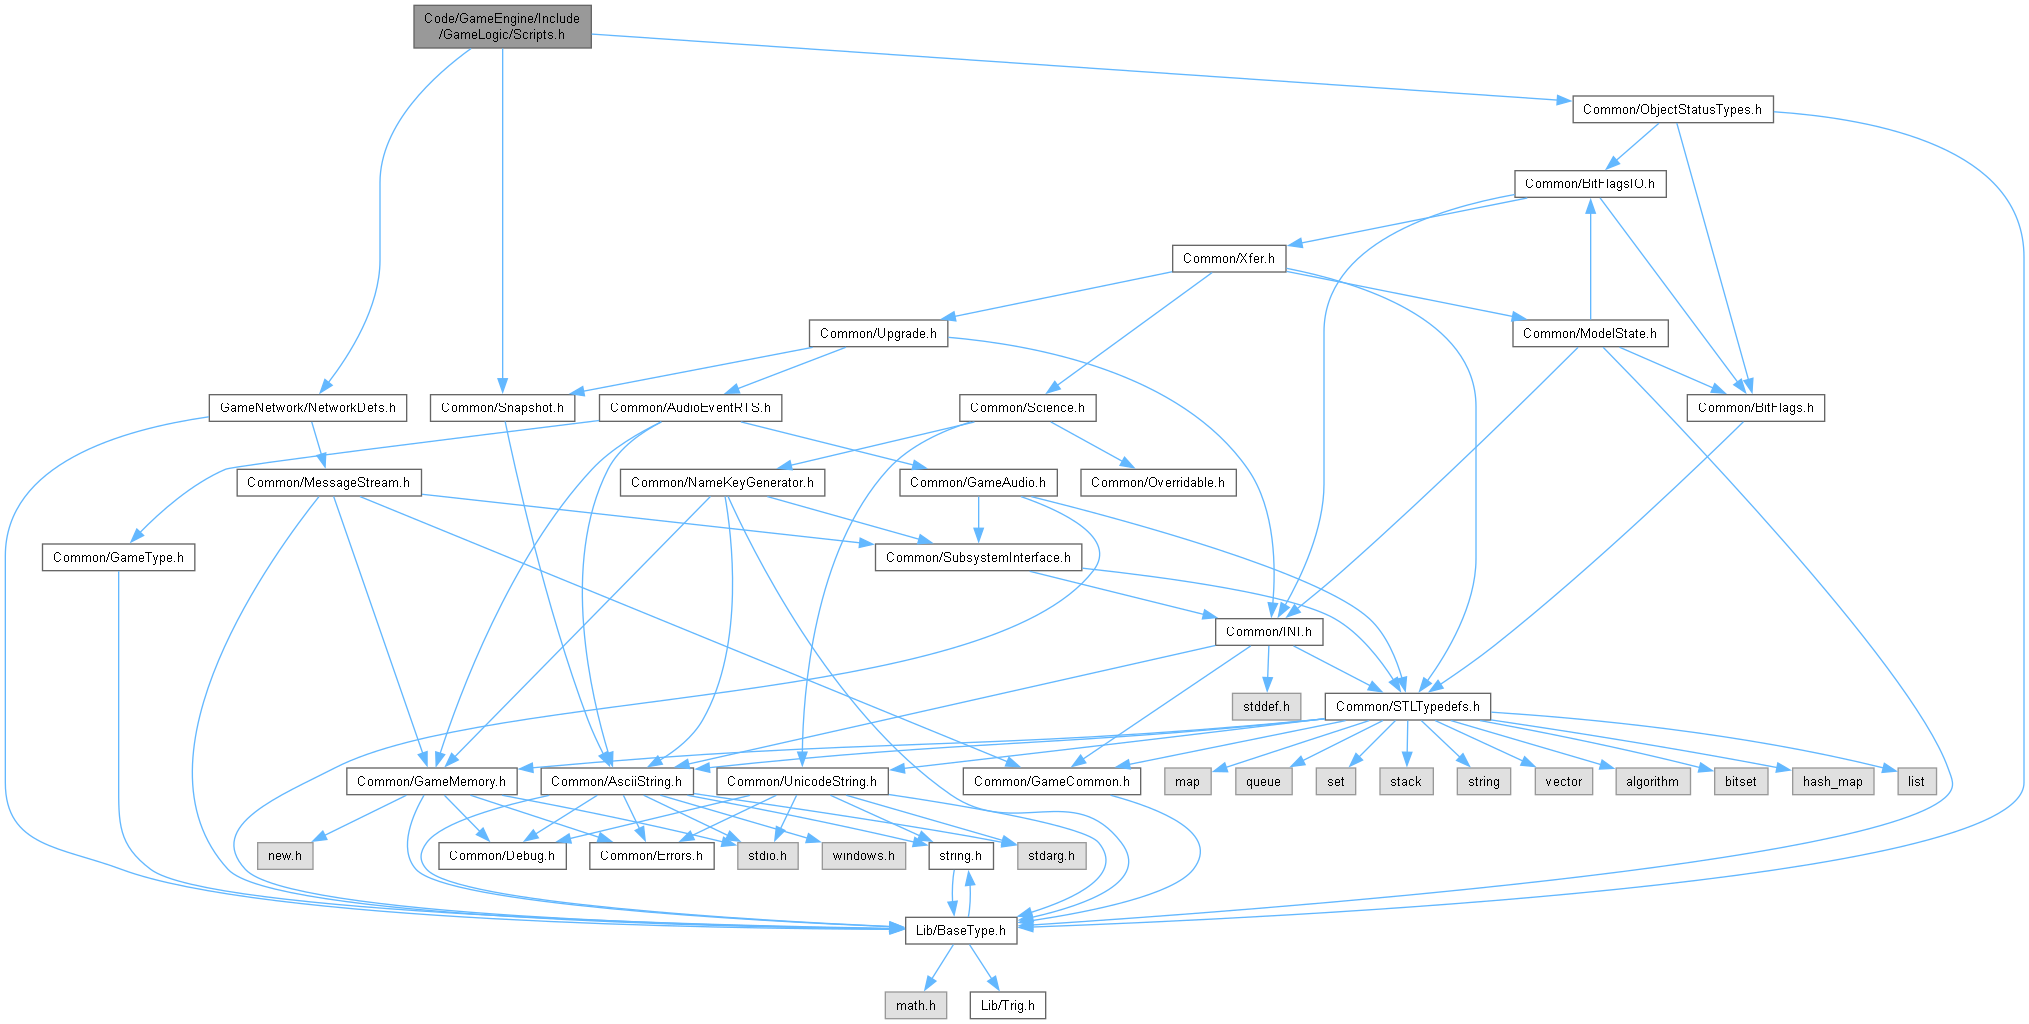 Code/GameEngine/Include
/GameLogic/Scripts.h
Common/ObjectStatusTypes.h
Common/BitFlagsIO.h
Common/Xfer.h
Common/Upgrade.h
Common/ModelState.h
GameNetwork/NetworkDefs.h
Common/Snapshot.h
Common/AudioEventRTS.h
Common/Science.h
Common/BitFlags.h
Common/MessageStream.h
Common/NameKeyGenerator.h
Common/GameAudio.h
Common/Overridable.h
Common/GameType.h
Common/SubsystemInterface.h
Common/INI.h
stddef.h
Common/STLTypedefs.h
Common/GameMemory.h
Common/AsciiString.h
Common/UnicodeString.h
Common/GameCommon.h
map
queue
set
stack
string
vector
algorithm
bitset
hash_map
list
new.h
Common/Debug.h
Common/Errors.h
stdio.h
windows.h
string.h
stdarg.h
Lib/BaseType.h
math.h
Lib/Trig.h